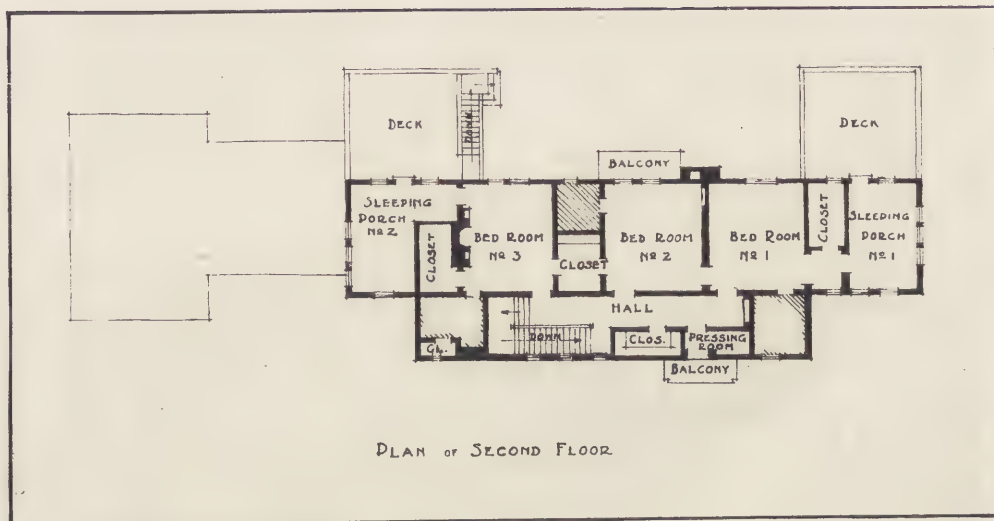 DECK
DOWN
BALCONY
DECK
SLEEPING
PORCH
No 2
CLOSET
BED ROOM
No 3
CLOSET
BED ROOM
No 2
BED ROOM
No 1
CLOSET
SLEEPING
PORCH
No 1
HALL
DOWN
CL.
CLOS.
PRESSING
ROOM
BALCONY
PLAN OF SECOND FLOOR